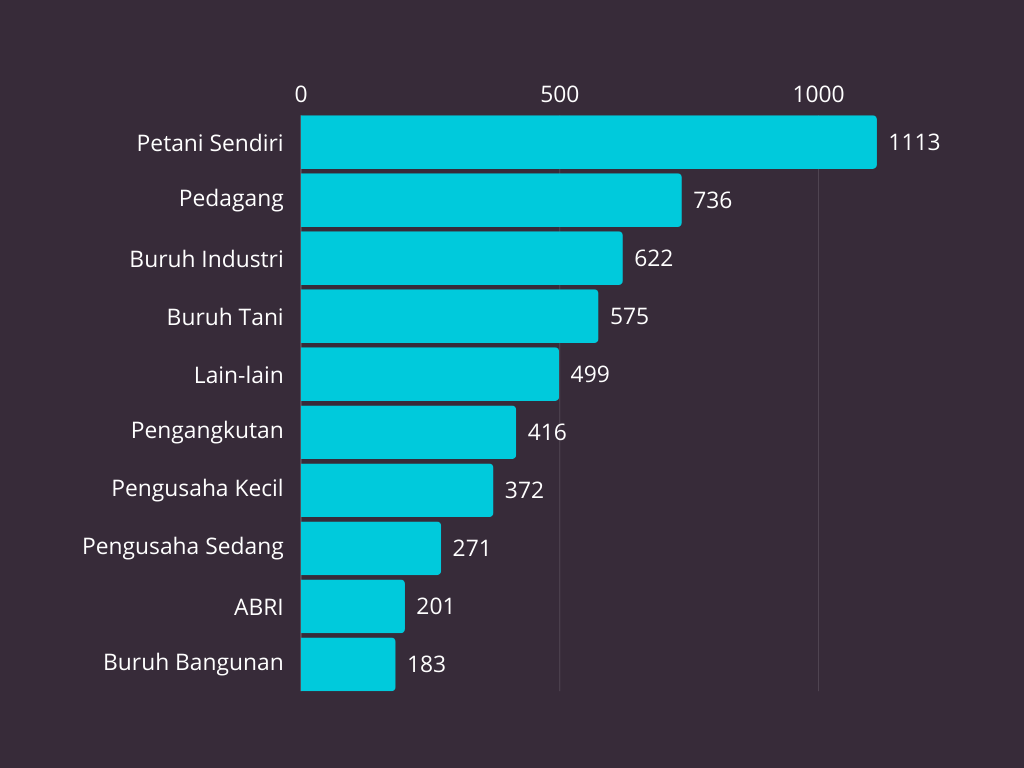 0 500 1000
Petani Sendiri 1113
Pedagang 736
Buruh Industri 622
Buruh Tani 575
Lain-lain 499
Pengangkutan 416
Pengusaha Kecil 372
Pengusaha Sedang 271
ABRI 201
Buruh Bangunan 183